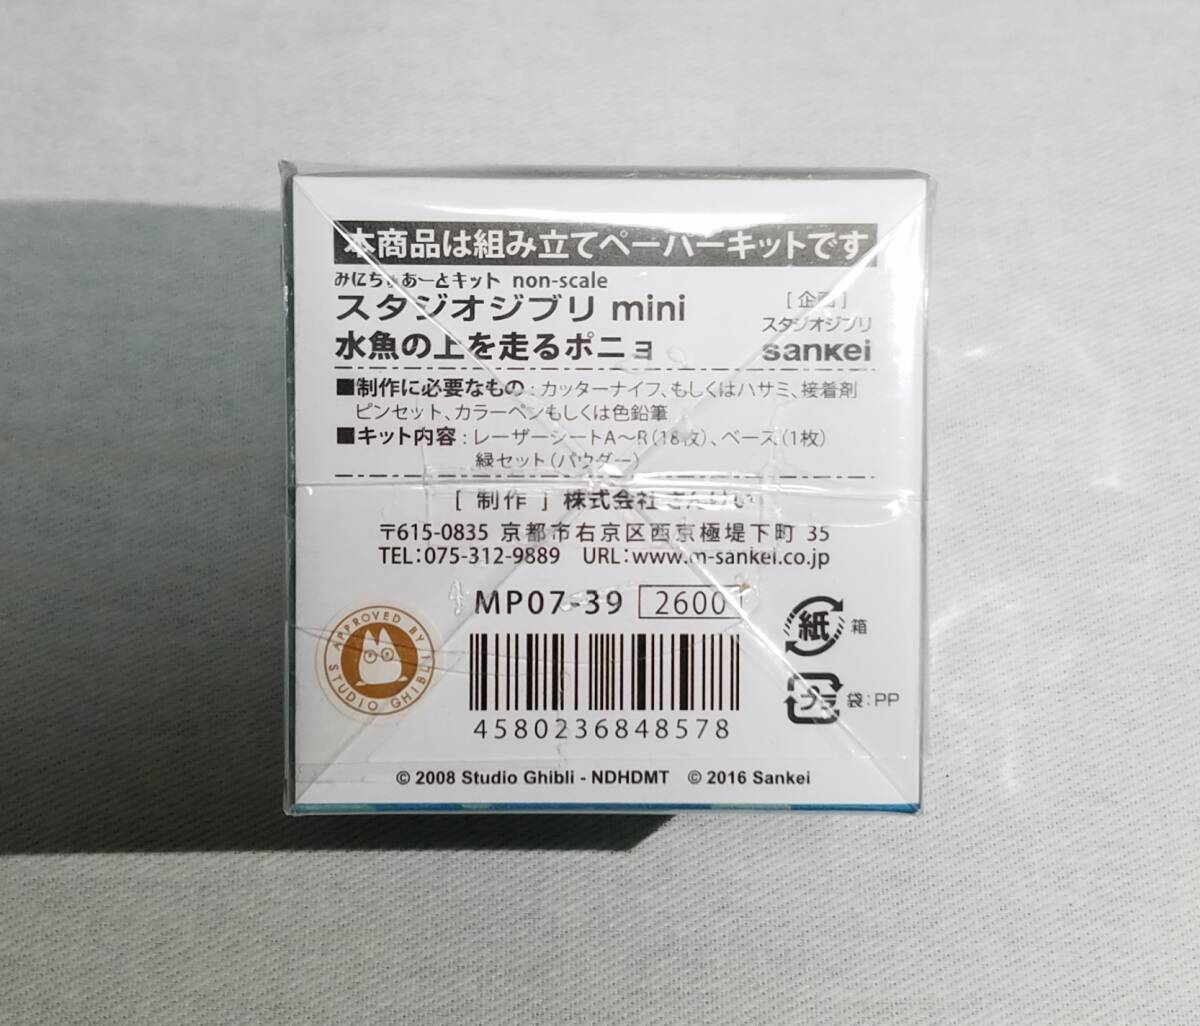 本商品は組み立てペーパーキットです
みにちゅあーとキット non-scale
スタジオジブリ mini
水魚の上を走るポニョ
[ 企画 ]
スタジオジブリ
sankei
■制作に必要なもの : カッターナイフ、もしくはハサミ、接着剤
ピンセット、カラーペンもしくは色鉛筆
■キット内容 : レーザーシートA～R(18枚)、ベース(1枚)
緑セット(パウダー)
[ 制作 ] 株式会社 さんけい
〒615-0835 京都市右京区西京極堤下町 35
TEL:075-312-9889 URL:www.m-sankei.co.jp
MP07-39 2600
APPROVED BY STUDIO GHIBLI
4580236848578
紙 箱
プラ 袋:PP
© 2008 Studio Ghibli - NDHDMT © 2016 Sankei